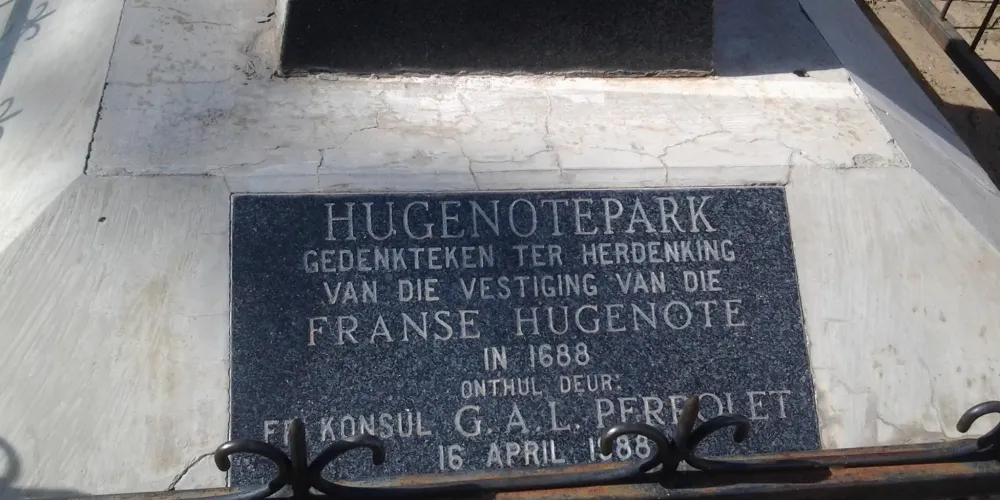 HUGENOTEPARK
GEDENKTEKEN TER HERDENKING
VAN DIE VESTIGING VAN DIE
FRANSE HUGENOTE
IN 1688
ONTHUL DEUR:
KONSUL G. A. L.
16 APRIL